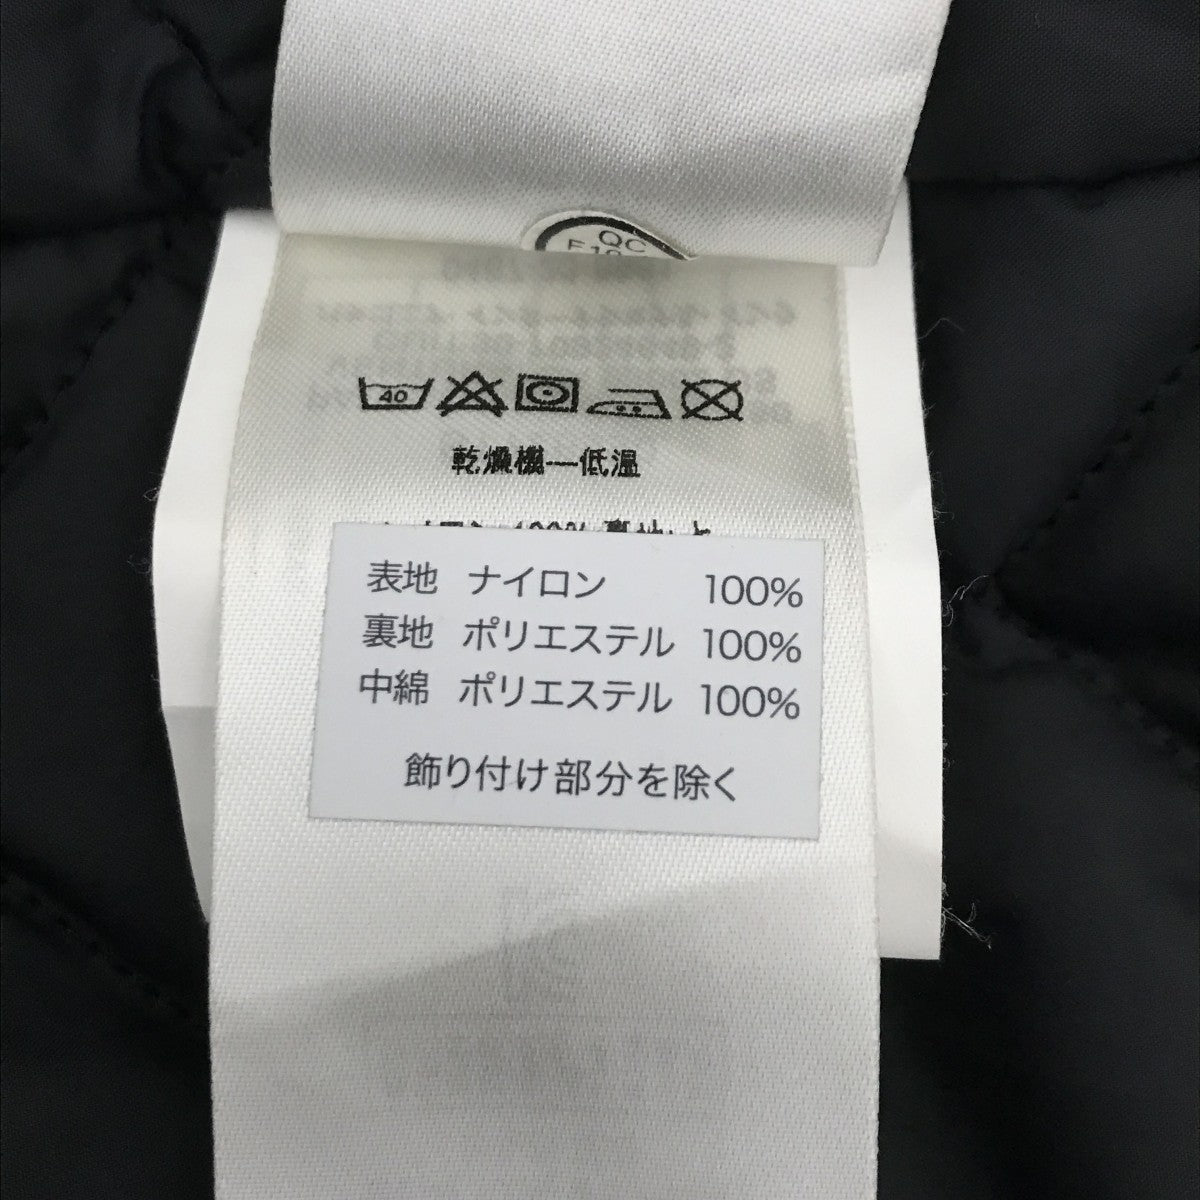 QC
40
乾燥機—低温
表地 ナイロン 100%
裏地 ポリエステル 100%
中綿 ポリエステル 100%
飾り付け部分を除く